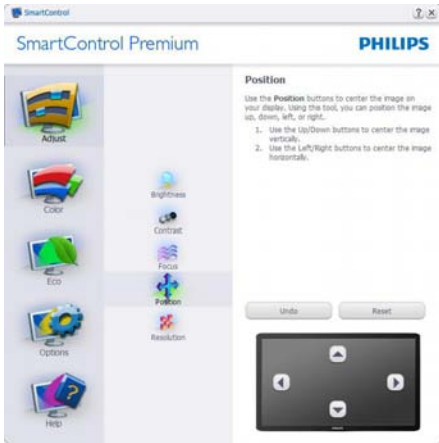 SmartControl
SmartControl Premium
PHILIPS
Adjust
Color
Eco
Options
Help
Brightness
Contrast
Focus
Position
Resolution
Position
Use the Position buttons to center the image on
your display. Using the tool, you can position the image
up, down, left, or right.
1. Use the Up/Down buttons to center the image
vertically.
2. Use the Left/Right buttons to center the image
horizontally.
Undo
Reset